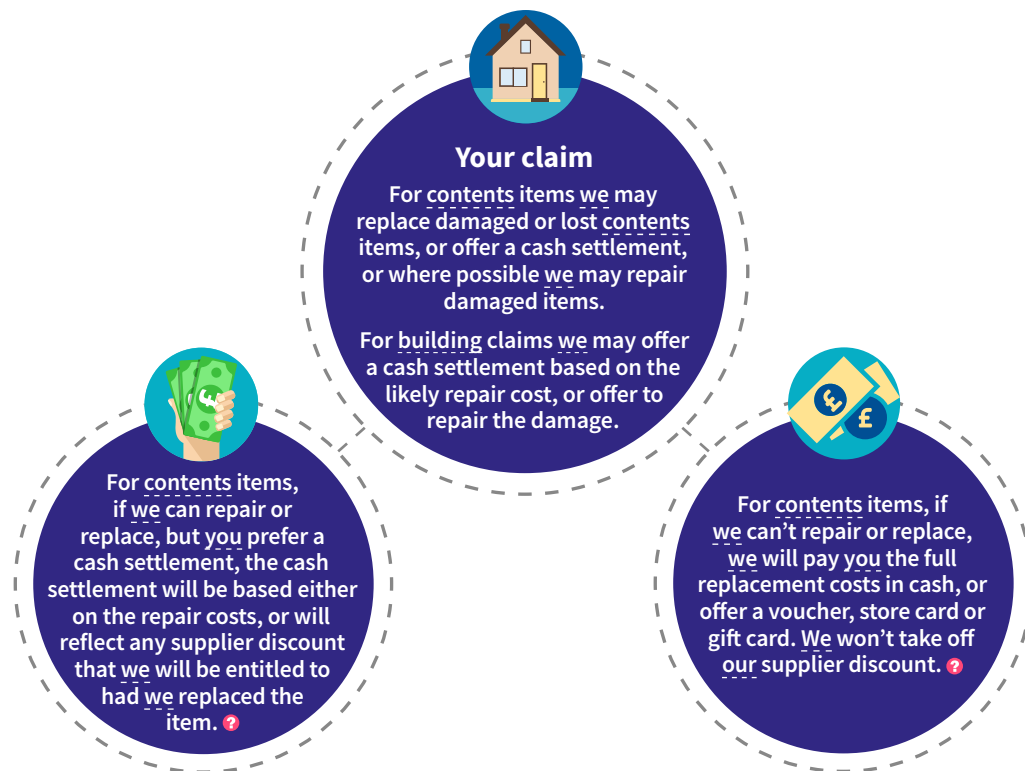 Your claim
For contents items we may
replace damaged or lost contents
items, or offer a cash settlement,
or where possible we may repair
damaged items.
For building claims we may offer
a cash settlement based on the
likely repair cost, or offer to
repair the damage.
For contents items,
if we can repair or
replace, but you prefer a
cash settlement, the cash
settlement will be based either
on the repair costs, or will
reflect any supplier discount
that we will be entitled to
had we replaced the
item. ?
For contents items, if
we can’t repair or replace,
we will pay you the full
replacement costs in cash, or
offer a voucher, store card or
gift card. We won’t take off
our supplier discount. ?
£
£
£